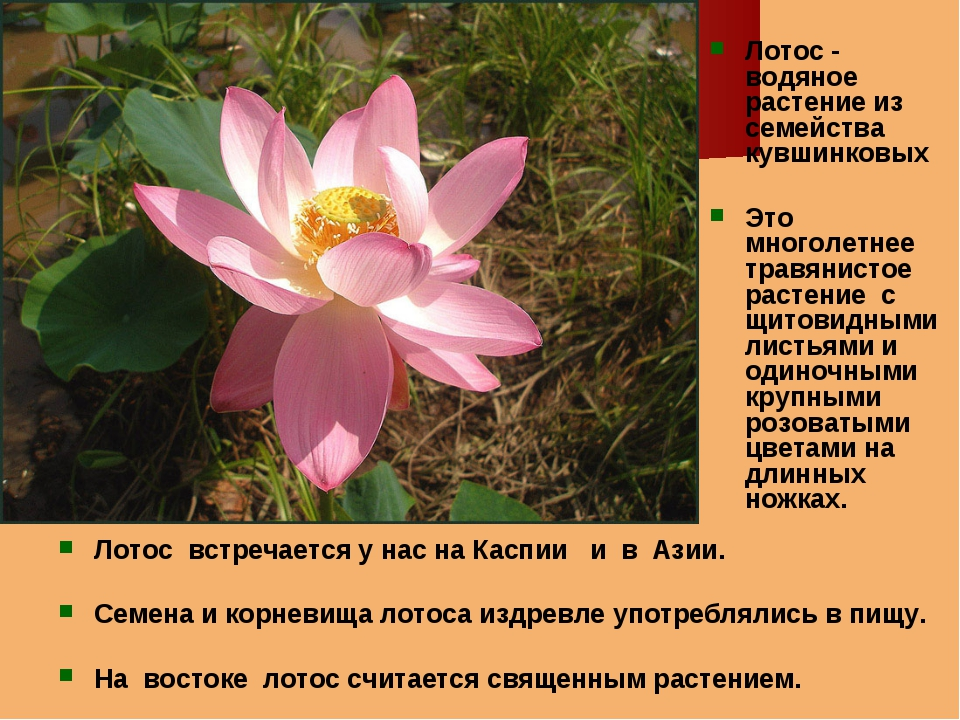 Лотос -
водяное
растение из
семейства
кувшинковых
Это
многолетнее
травянистое
растение с
щитовидными
листьями и
одиночными
крупными
розоватыми
цветами на
длинных
ножках.
Лотос встречается у нас на Каспии и в Азии.
Семена и корневища лотоса издревле употреблялись в пищу.
На востоке лотос считается священным растением.